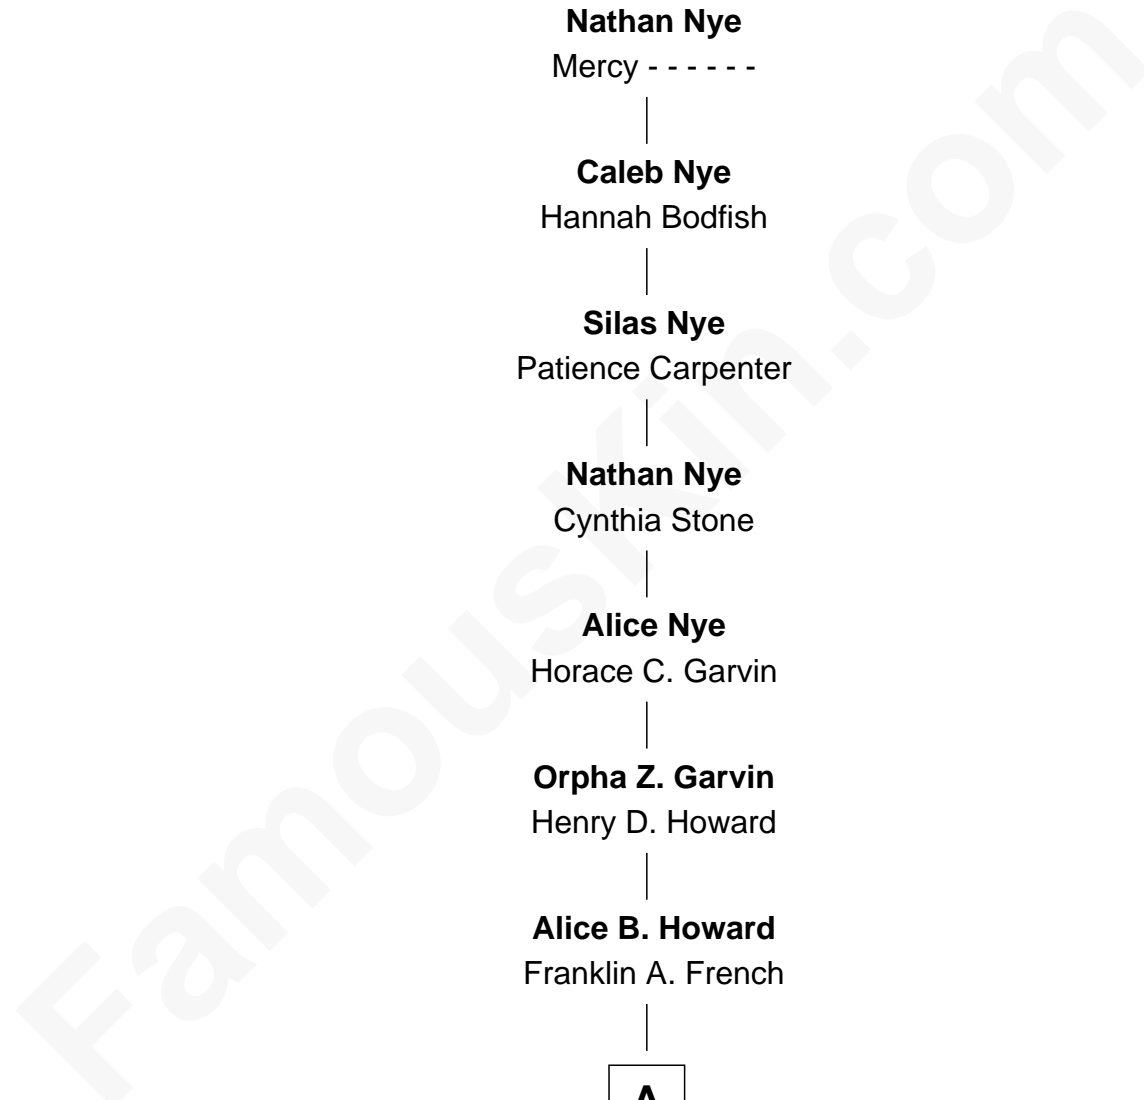 Nathan Nye
Mercy - - - - - -
Caleb Nye
Hannah Bodfish
Silas Nye
Patience Carpenter
Nathan Nye
Cynthia Stone
Alice Nye
Horace C. Garvin
Orpha Z. Garvin
Henry D. Howard
Alice B. Howard
Franklin A. French
A
FamousKin.com